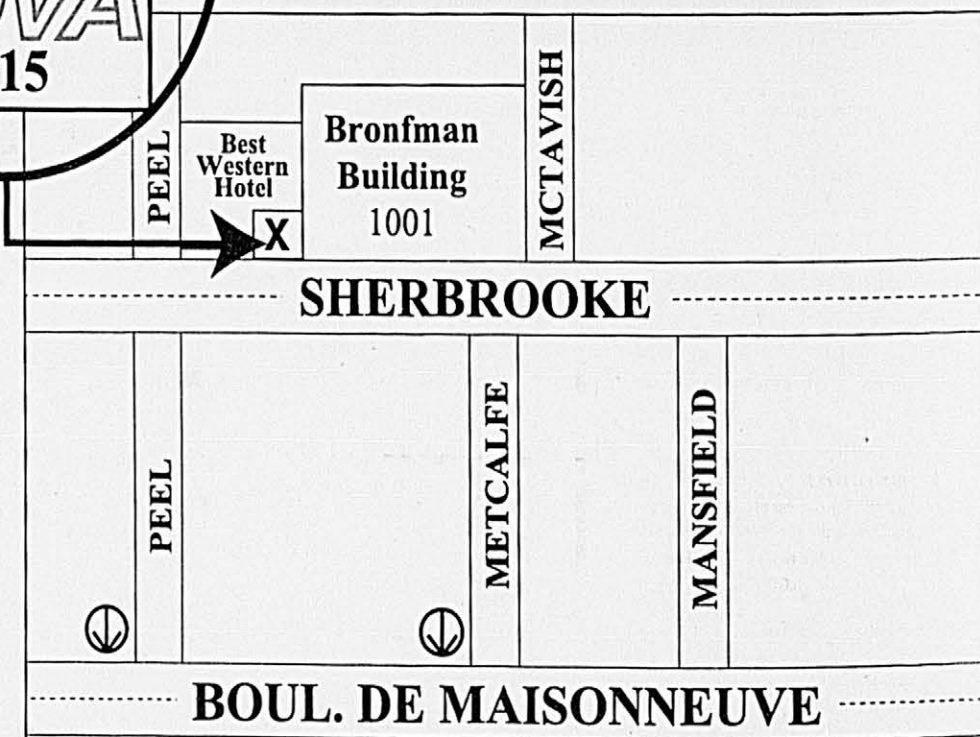 15
PEEL
Best
Western
Hotel
X
Bronfman
Building
1001
MCTAVISH
SHERBROOKE
PEEL
METCALFE
MANSFIELD
BOUL. DE MAISONNEUVE